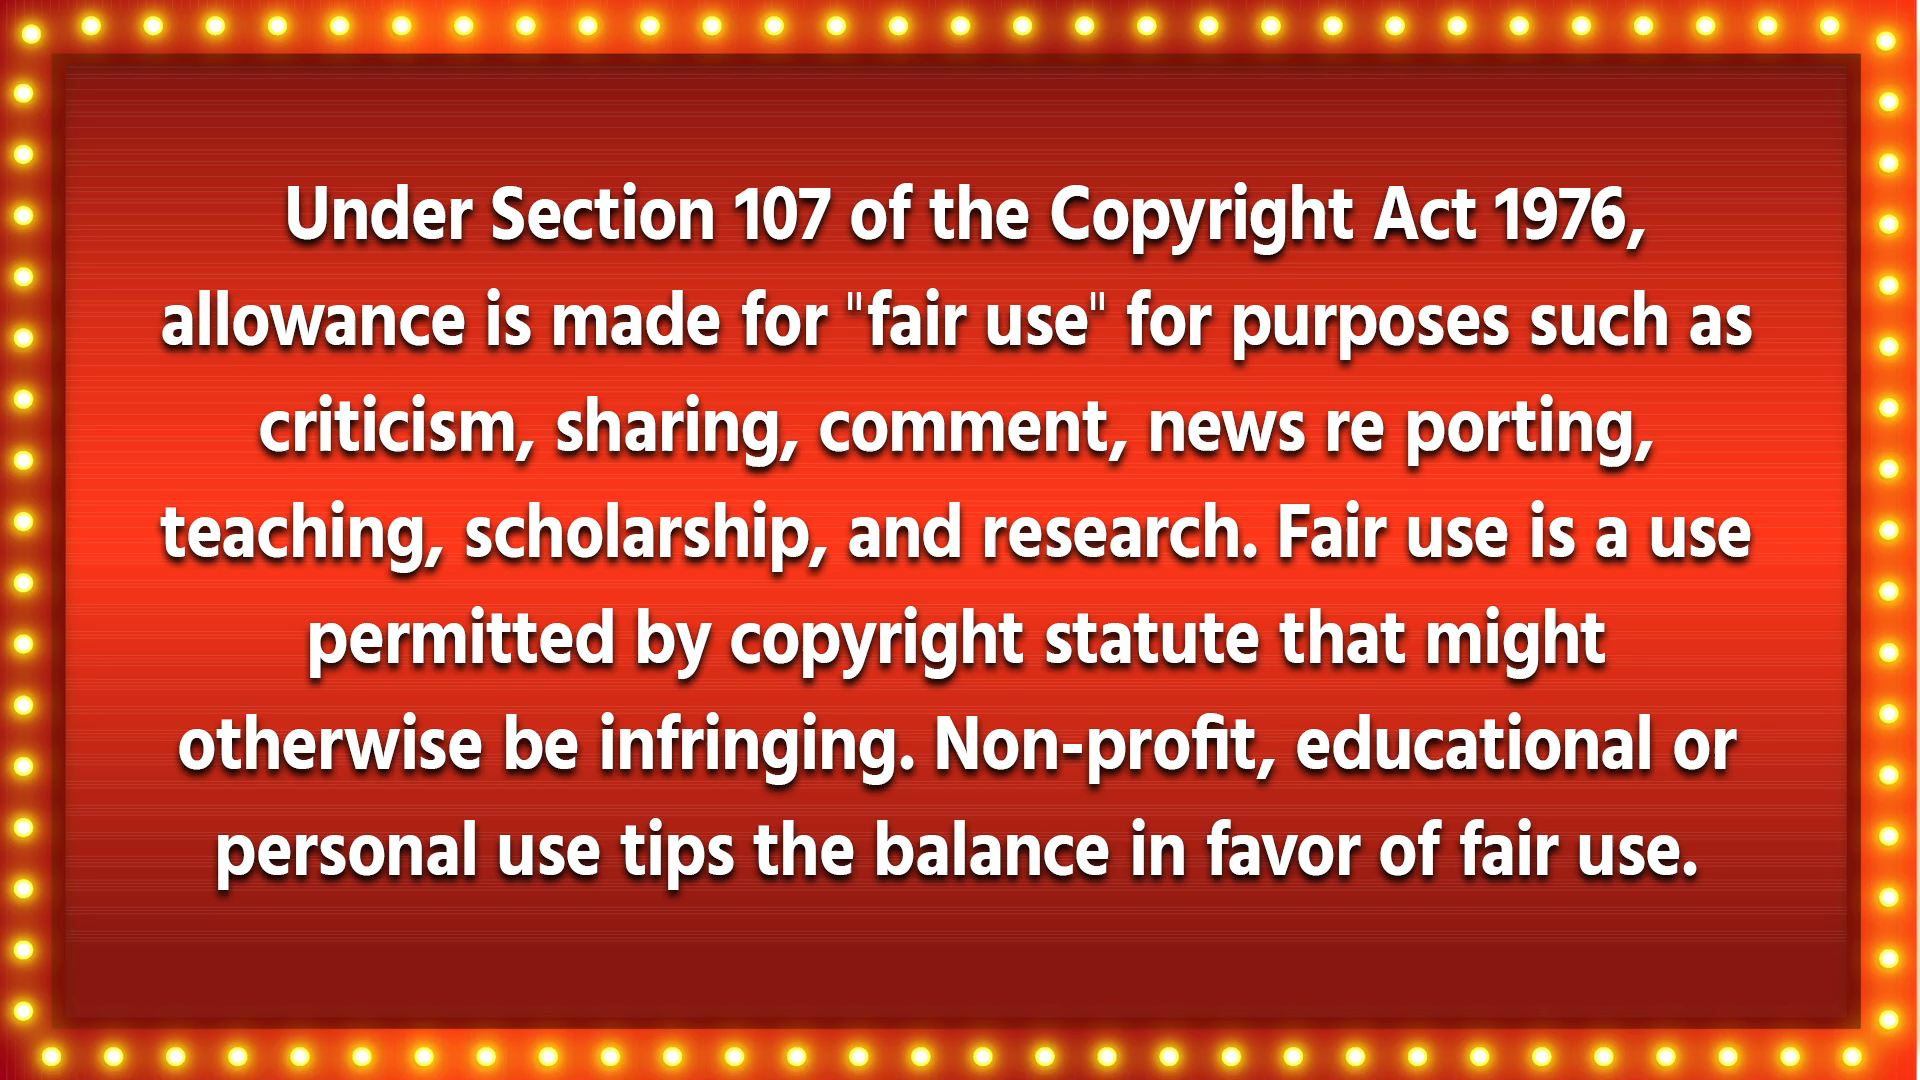 Under Section 107 of the Copyright Act 1976,
allowance is made for "fair use" for purposes such as
criticism, sharing, comment, news re porting,
teaching, scholarship, and research. Fair use is a use
permitted by copyright statute that might
otherwise be infringing. Non-profit, educational or
personal use tips the balance in favor of fair use.